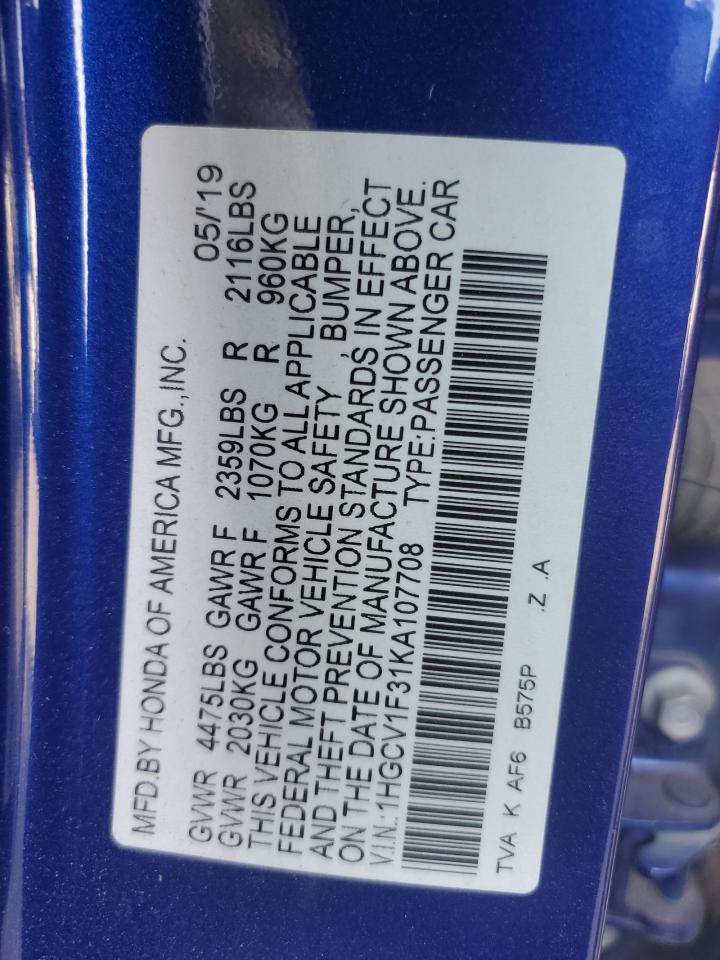 MFD.BY HONDA OF AMERICA MFG.,INC. 05/'19
GVWR 4475LBS GAWR F 2359LBS R 2116LBS
GVWR 2030KG GAWR F 1070KG R 960KG
THIS VEHICLE CONFORMS TO ALL APPLICABLE
FEDERAL MOTOR VEHICLE SAFETY, BUMPER,
AND THEFT PREVENTION STANDARDS IN EFFECT
ON THE DATE OF MANUFACTURE SHOWN ABOVE.
V.I.N.:1HGCV1F31KA107708 TYPE:PASSENGER CAR
TVA K AF6 B575P .Z .A